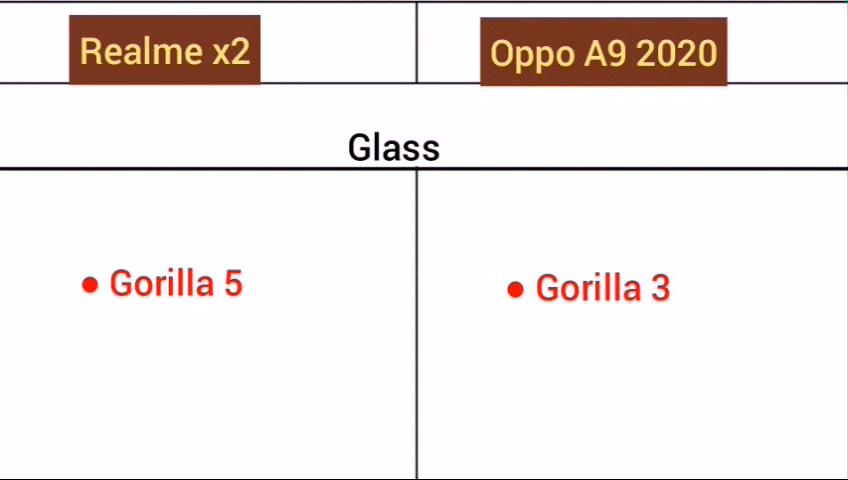 Realme x2
Oppo A9 2020
Glass
• Gorilla 5
• Gorilla 3